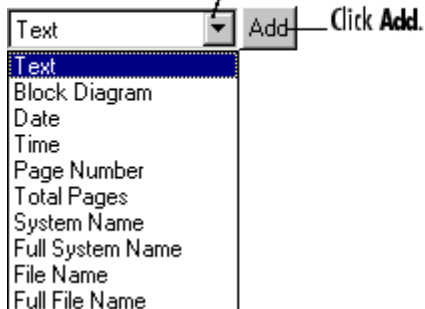 Text Add Click Add.
Text
Block Diagram
Date
Time
Page Number
Total Pages
System Name
Full System Name
File Name
Full File Name